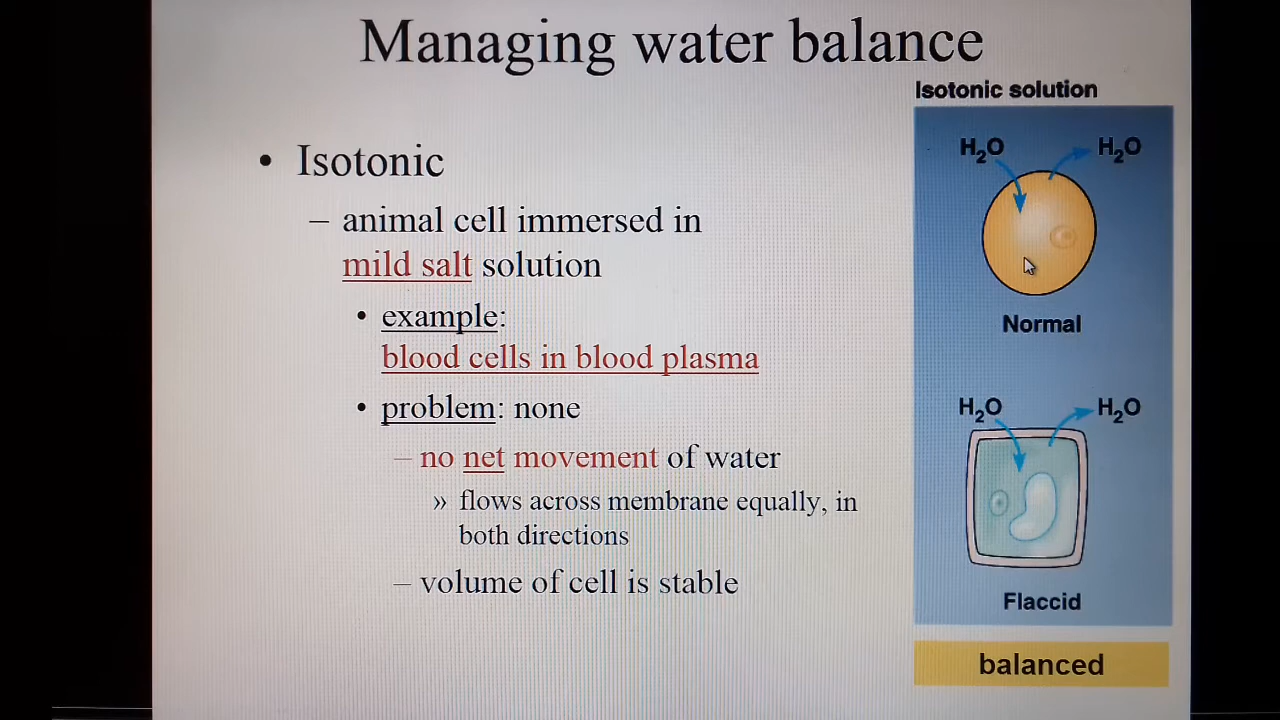 Managing water balance
• Isotonic
– animal cell immersed in
mild salt solution
• example:
blood cells in blood plasma
• problem: none
– no net movement of water
» flows across membrane equally, in
both directions
– volume of cell is stable
Isotonic solution
H₂O H₂O
Normal
H₂O H₂O
Flaccid
balanced